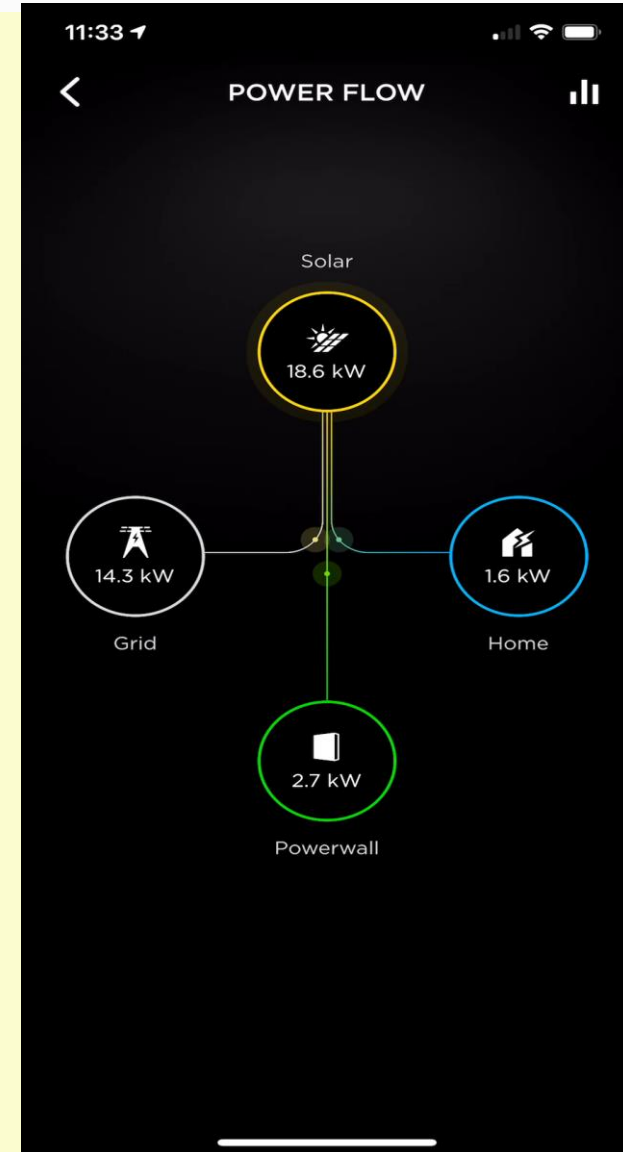 11:33
POWER FLOW
Solar
18.6 kW
14.3 kW
1.6 kW
Grid
Home
2.7 kW
Powerwall